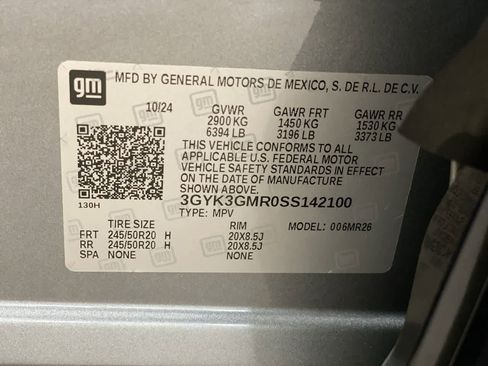 gm
MFD BY GENERAL MOTORS DE MEXICO, S. DE R.L. DE C.V.
10/24 GVWR GAWR FRT GAWR RR
2900 KG 1450 KG 1530 KG
6394 LB 3196 LB 3373 LB
THIS VEHICLE CONFORMS TO ALL
APPLICABLE U.S. FEDERAL MOTOR
VEHICLE SAFETY STANDARDS IN EFFECT
ON THE DATE OF MANUFACTURE
SHOWN ABOVE.
130H 3GYK3GMR0SS142100
TYPE: MPV MODEL: 006MR26
TIRE SIZE RIM
FRT 245/50R20 H 20X8.5J
RR 245/50R20 H 20X8.5J
SPA NONE NONE